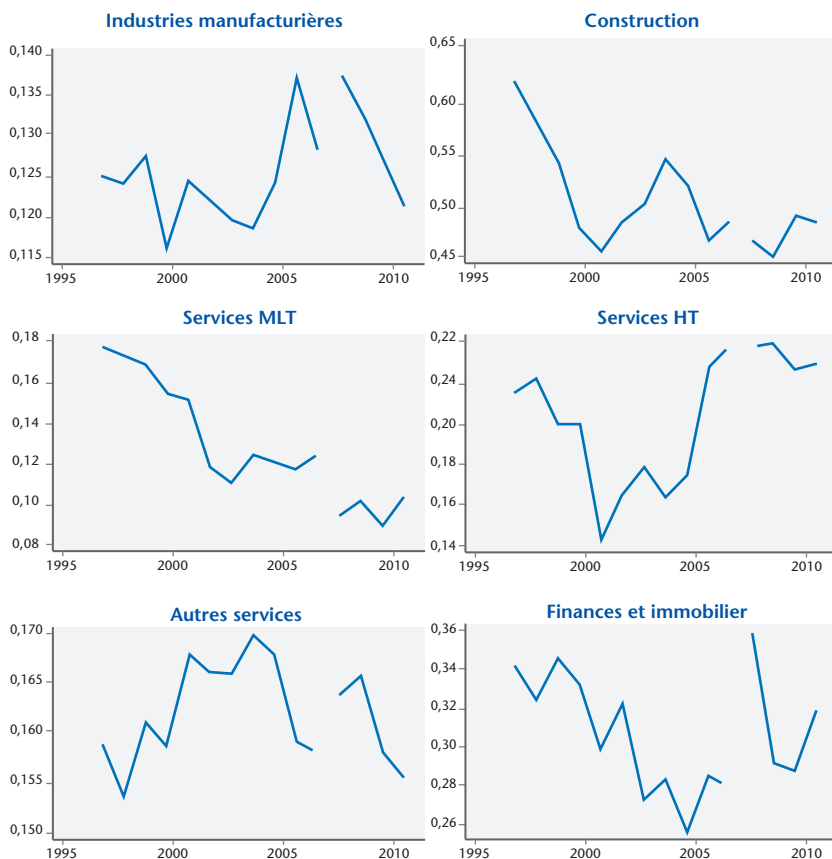 Industries manufacturières
0,140
0,135
0,130
0,125
0,120
0,115
1995 2000 2005 2010
Construction
0,65
0,60
0,55
0,50
0,45
1995 2000 2005 2010
Services MLT
0,18
0,16
0,14
0,12
0,10
0,08
1995 2000 2005 2010
Services HT
0,22
0,24
0,20
0,18
0,16
0,14
1995 2000 2005 2010
Autres services
0,170
0,165
0,160
0,155
0,150
1995 2000 2005 2010
Finances et immobilier
0,36
0,34
0,32
0,30
0,28
0,26
1995 2000 2005 2010